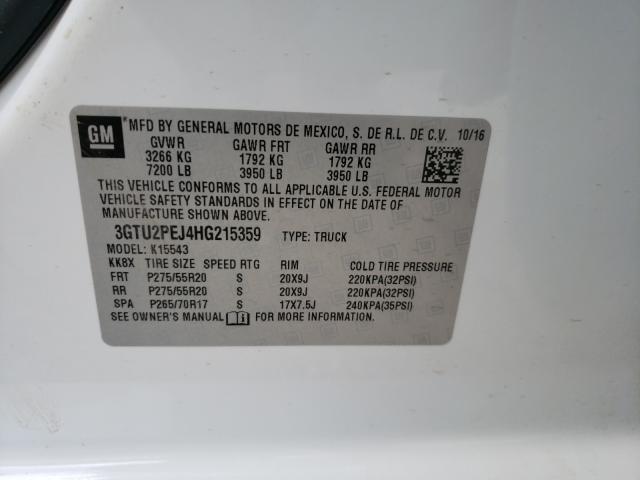 GM *MFD BY GENERAL MOTORS DE MEXICO, S. DE R.L. DE C.V. 10/16
GVWR GAWR FRT GAWR RR
3266 KG 1792 KG 1792 KG
7200 LB 3950 LB 3950 LB
THIS VEHICLE CONFORMS TO ALL APPLICABLE U.S. FEDERAL MOTOR
VEHICLE SAFETY STANDARDS IN EFFECT ON THE DATE OF
MANUFACTURE SHOWN ABOVE.
3GTU2PEJ4HG215359 TYPE: TRUCK
MODEL: K15543
KK8X TIRE SIZE SPEED RTG RIM COLD TIRE PRESSURE
FRT P275/55R20 S 20X9J 220KPA(32PSI)
RR P275/55R20 S 20X9J 220KPA(32PSI)
SPA P265/70R17 S 17X7.5J 240KPA(35PSI)
SEE OWNER'S MANUAL FOR MORE INFORMATION.